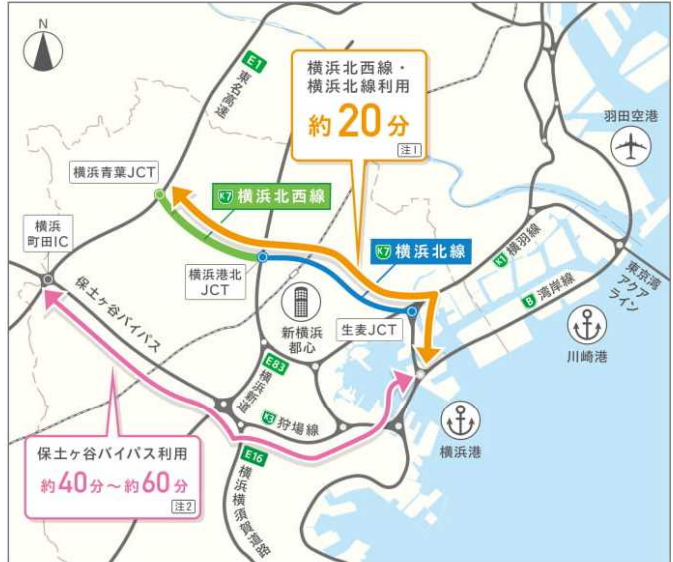 N
E1
東名高速
横浜北西線・
横浜北線利用
約20分
注1
羽田空港
横浜青葉JCT
K7 横浜北西線
横浜
町田IC
K7 横浜北線
K1 横羽線
横浜港北
JCT
保土ヶ谷バイパス
新横浜
都心
生麦JCT
B 湾岸線
東京湾
アクア
ライン
川崎港
E83
横浜新道
K3 狩場線
横浜港
保土ヶ谷バイパス利用
約40分～約60分
注2
E16
横浜横須賀道路